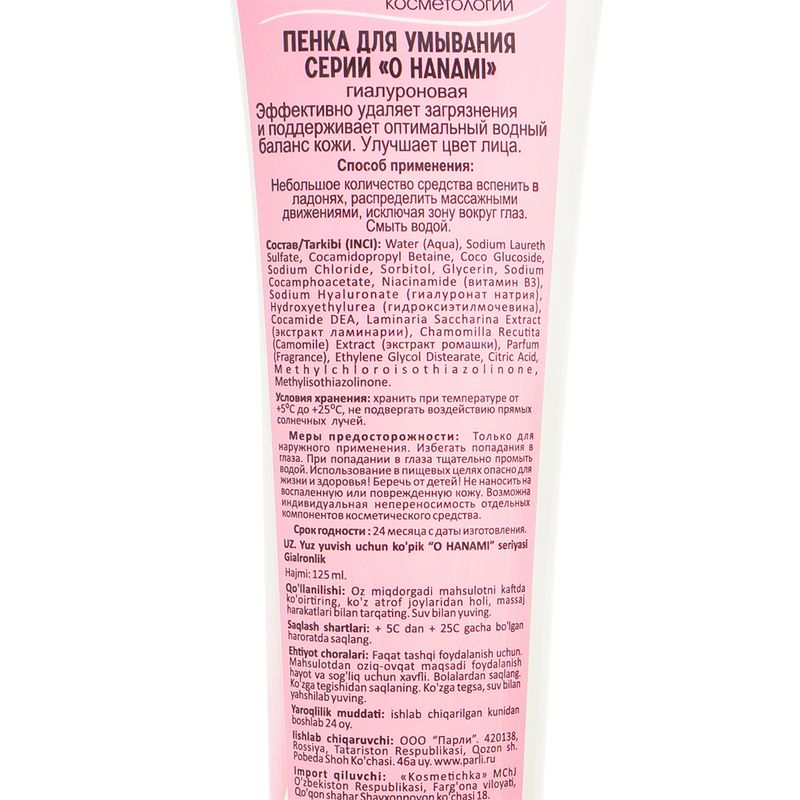 косметологии
ПЕНКА ДЛЯ УМЫВАНИЯ
СЕРИИ «O HANAMI»
гиалуроновая
Эффективно удаляет загрязнения
и поддерживает оптимальный водный
баланс кожи. Улучшает цвет лица.
Способ применения:
Небольшое количество средства вспенить в
ладонях, распределить массажными
движениями, исключая зону вокруг глаз.
Смыть водой.
Состав/Tarkibi (INCI): Water (Aqua), Sodium Laureth
Sulfate, Cocamidopropyl Betaine, Coco Glucoside,
Sodium Chloride, Sorbitol, Glycerin, Sodium
Cocamphoacetate, Niacinamide (витамин В3),
Sodium Hyaluronate (гиалуронат натрия),
Hydroxyethylurea (гидроксиэтилмочевина),
Cocamide DEA, Laminaria Saccharina Extract
(экстракт ламинарии), Chamomilla Recutita
(Camomile) Extract (экстракт ромашки), Parfum
(Fragrance), Ethylene Glycol Distearate, Citric Acid,
Methylchloroisothiazolinone,
Methylisothiazolinone.
Условия хранения: хранить при температуре от
+5°С до +25°С, не подвергать воздействию прямых
солнечных лучей.
Меры предосторожности: Только для
наружного применения. Избегать попадания в
глаза. При попадании в глаза тщательно промыть
водой. Использование в пищевых целях опасно для
жизни и здоровья! Беречь от детей! Не наносить на
воспаленную или поврежденную кожу. Возможна
индивидуальная непереносимость отдельных
компонентов косметического средства.
Срок годности: 24 месяца с даты изготовления.
UZ. Yuz yuvish uchun ko'pik “O HANAMI” seriyasi
Gialronlik
Hajmi: 125 ml.
Qo'llanilishi: Oz miqdorgadi mahsulotni kaftda
ko'oirtiring, ko'z atrof joylaridan holi, massaj
harakatlari bilan tarqating. Suv bilan yuving.
Saqlash shartlari: + 5C dan + 25C gacha bo'lgan
haroratda saqlang.
Ehtiyot choralari: Faqat tashqi foydalanish uchun.
Mahsulotdan oziq-ovqat maqsadi foydalanish
hayot va sog'liq uchun xavfli. Bolalardan saqlang.
Ko'zga tegishidan saqlaning. Ko'zga tegsa, suv bilan
yahshilab yuving.
Yaroqlilik muddati: ishlab chiqarilgan kunidan
boshlab 24 oy.
Iishlab chiqaruvchi: ООО “Парли”. 420138,
Rossiya, Tatariston Respublikasi, Qozon sh.
Pobeda Shoh Ko'chasi. 46a uy. www.parli.ru
Import qiluvchi: «Kosmetichka» MChJ
O'zbekiston Respublikasi, Farg'ona viloyati,
Qo'qon shahar Shayxonpovon ko'chasi 18.